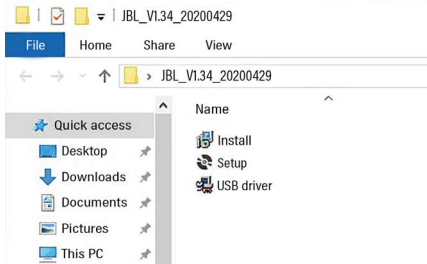 JBL_V1.34_20200429
File Home Share View
JBL_V1.34_20200429
Name
Quick access
Install
Desktop
Setup
Downloads
USB driver
Documents
Pictures
This PC